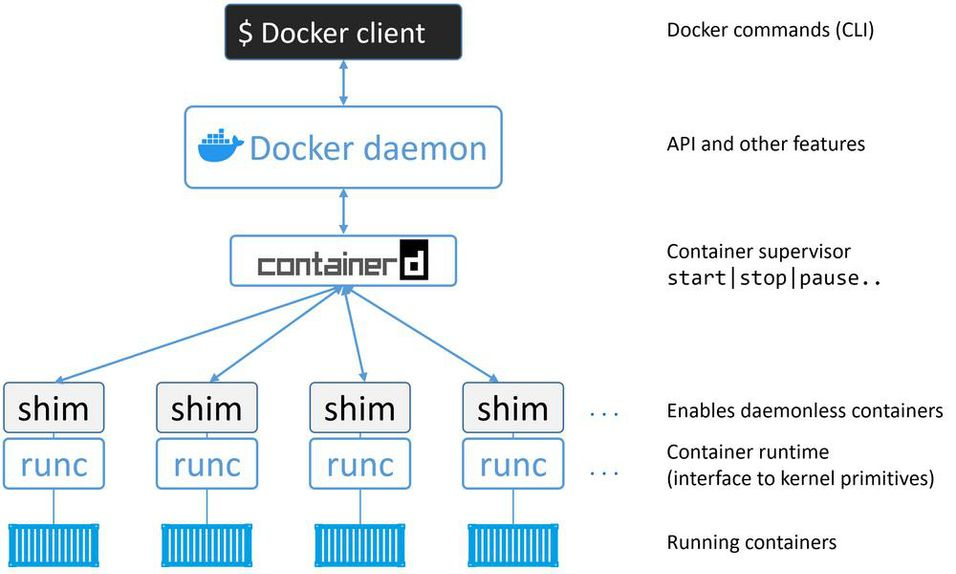 $ Docker client
Docker commands (CLI)
Docker daemon
API and other features
containerd
Container supervisor
start|stop|pause..
shim shim shim shim ...
Enables daemonless containers
runc runc runc runc ...
Container runtime
(interface to kernel primitives)
Running containers